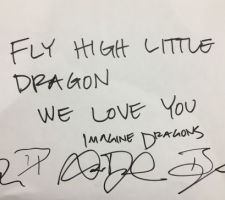 FLY HIGH LITTLE
DRAGON
WE LOVE YOU
IMAGINE DRAGONS